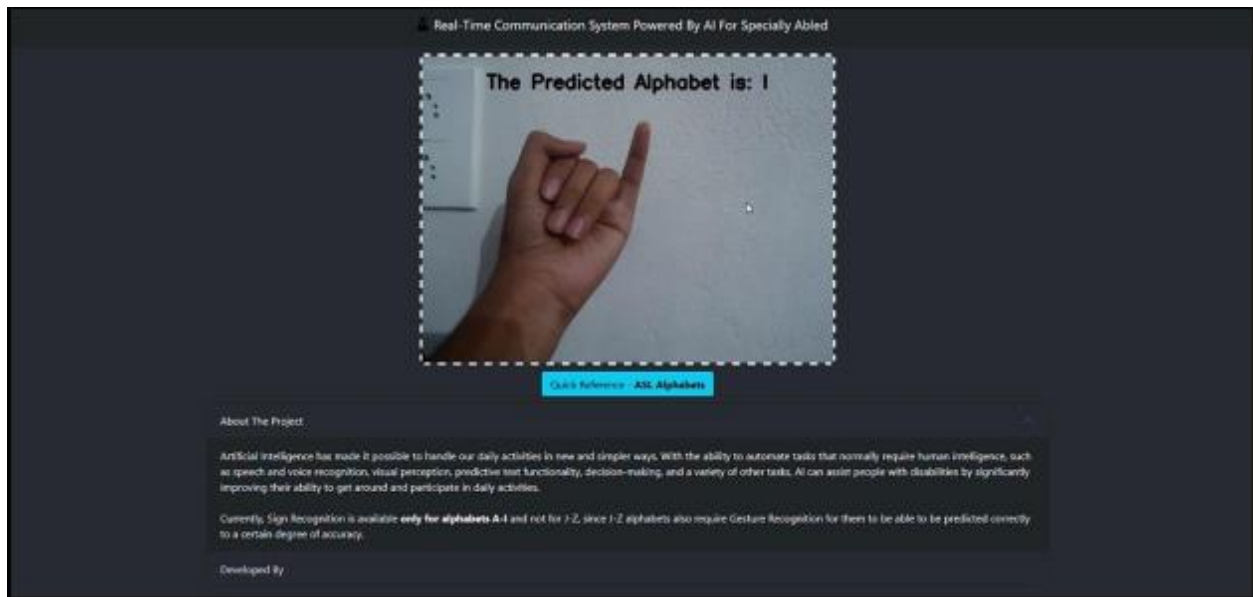 Real-Time Communication System Powered By AI For Specially Abled
The Predicted Alphabet is: I
Quick Reference - ASL Alphabets
About The Project
Artificial Intelligence has made it possible to handle our daily activities in new and simpler ways. With the ability to automate tasks that normally require human intelligence, such
as speech and voice recognition, visual perception, predictive text functionality, decision-making, and a variety of other tasks, AI can assist people with disabilities by significantly
improving their ability to get around and participate in daily activities.
Currently, Sign Recognition is available only for alphabets A-I and not for J-Z, since J-Z alphabets also require Gesture Recognition for them to be able to be predicted correctly
to a certain degree of accuracy.
Developed By